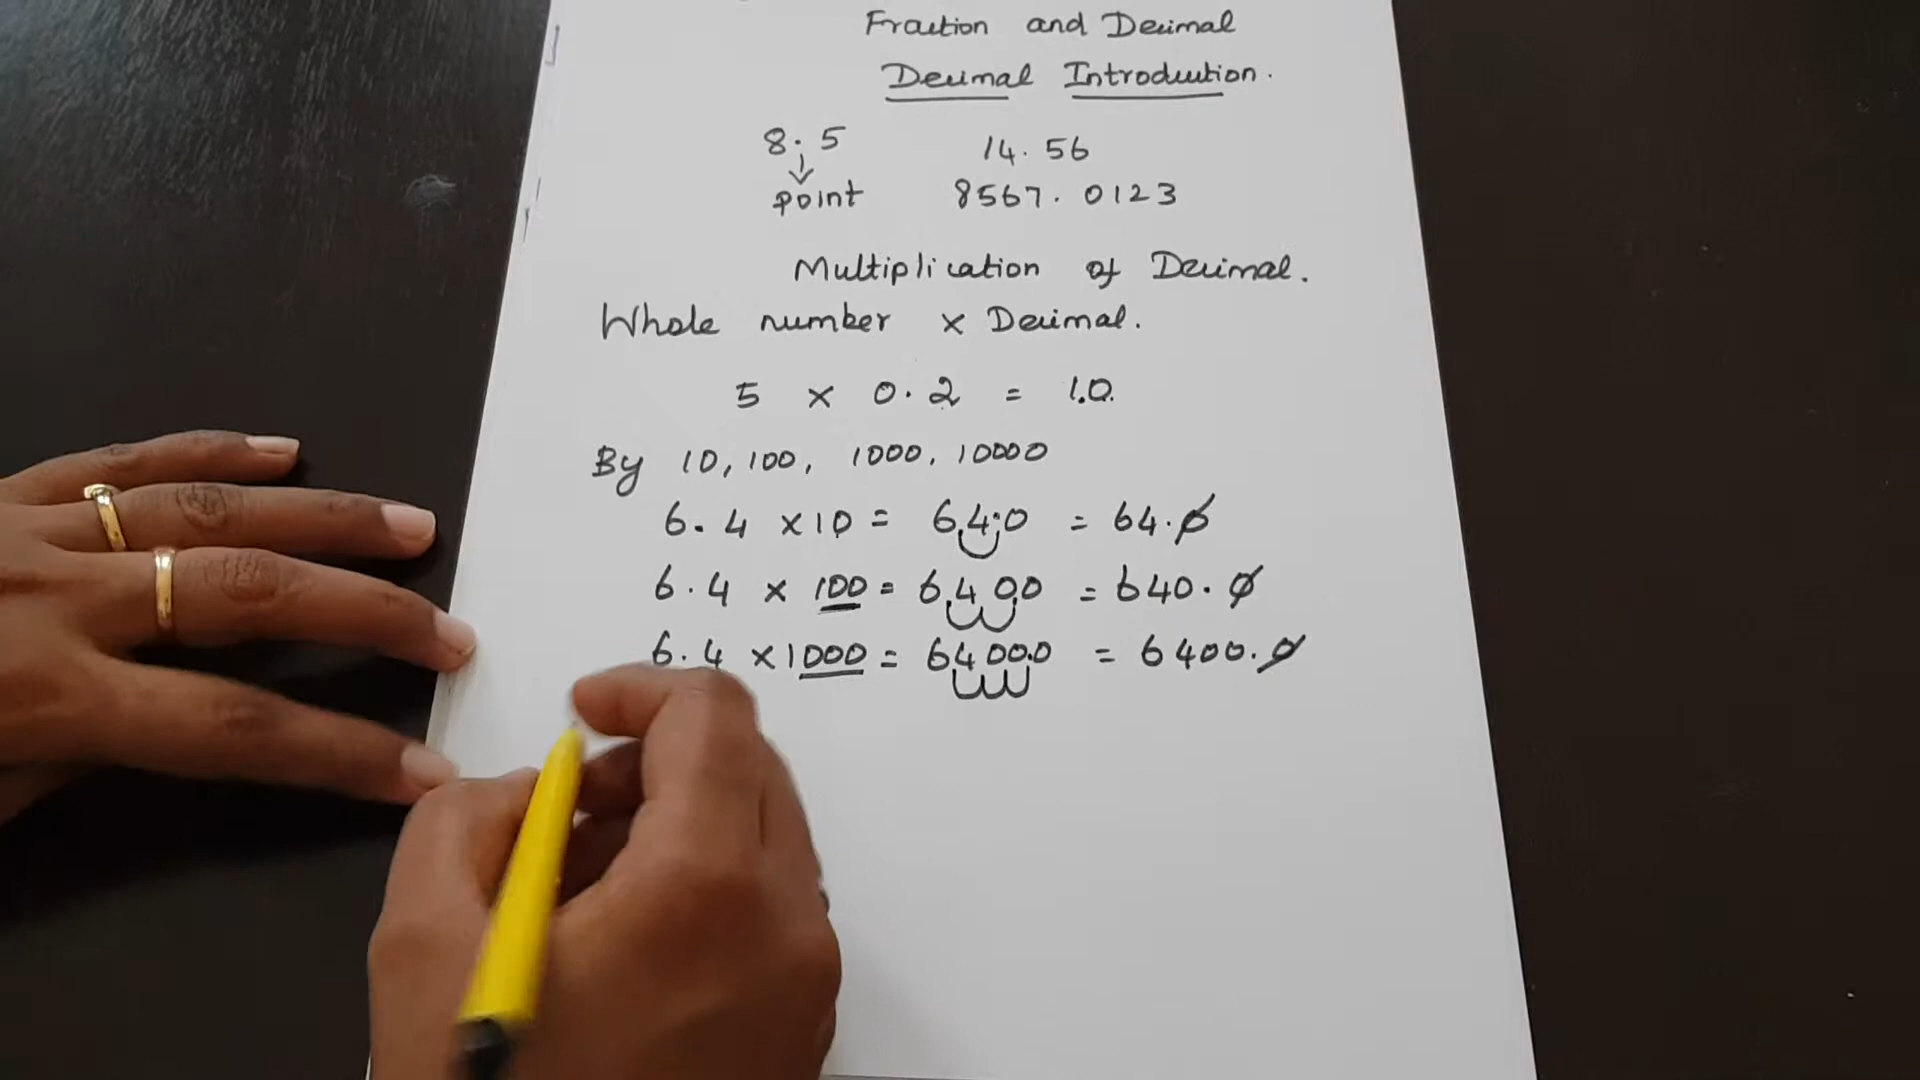 Fraction and Decimal
Decimal Introduction.
8.5 14.56
point 8567.0123
Multiplication of Decimal.
Whole number x Decimal.
5 x 0.2 = 1.0.
By 10, 100, 1000, 10000
6.4 x10 = 64.0 = 64.0
6.4 x 100 = 640.0 = 640.0
6.4 x1000 = 6400.0 = 6400.0